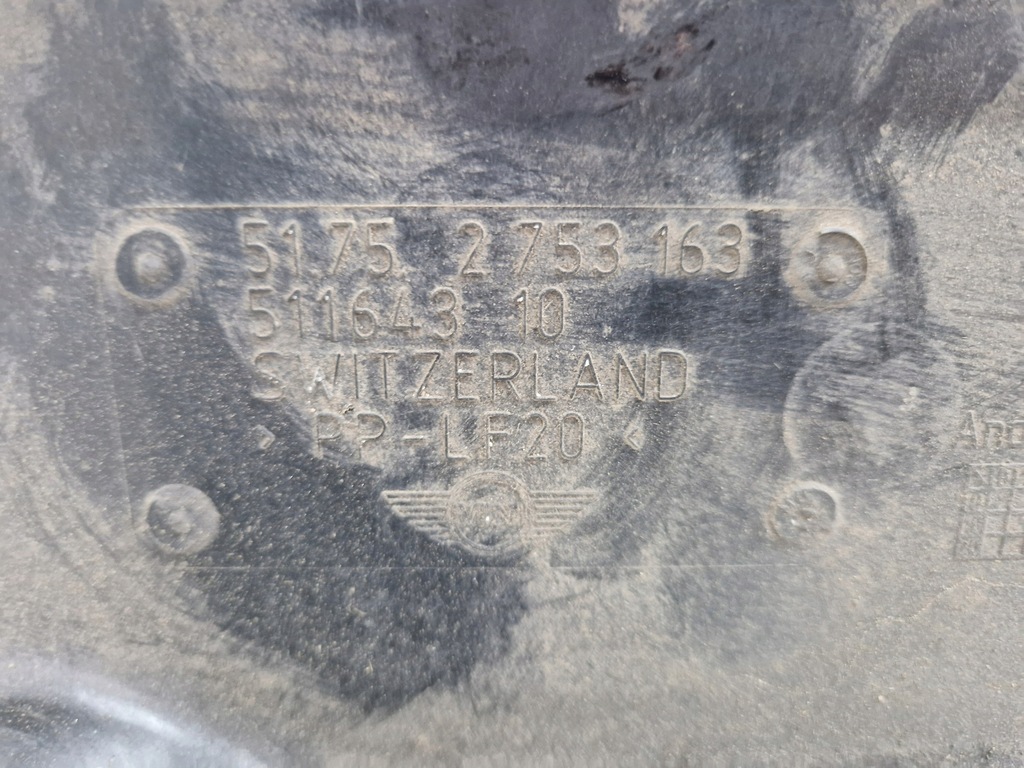 51.75 2 753 163
511643 10
SWITZERLAND
> PP-LF20 <